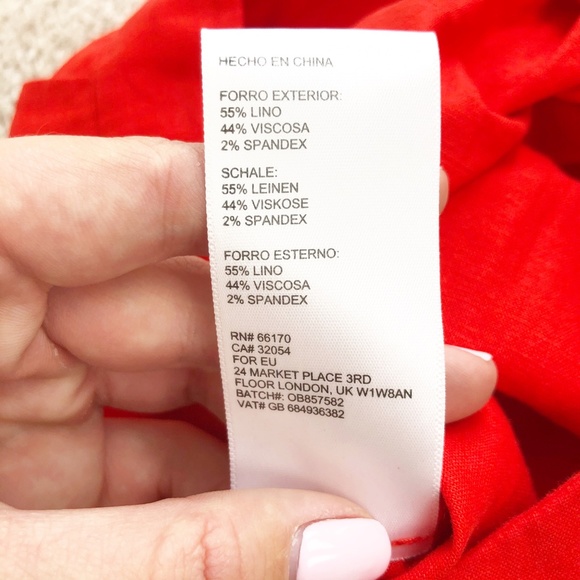 HECHO EN CHINA
FORRO EXTERIOR:
55% LINO
44% VISCOSA
2% SPANDEX
SCHALE:
55% LEINEN
44% VISKOSE
2% SPANDEX
FORRO ESTERNO:
55% LINO
44% VISCOSA
2% SPANDEX
RN# 66170
CA# 32054
FOR EU
24 MARKET PLACE 3RD
FLOOR LONDON, UK W1W8AN
BATCH#: OB857582
VAT# GB 684936382